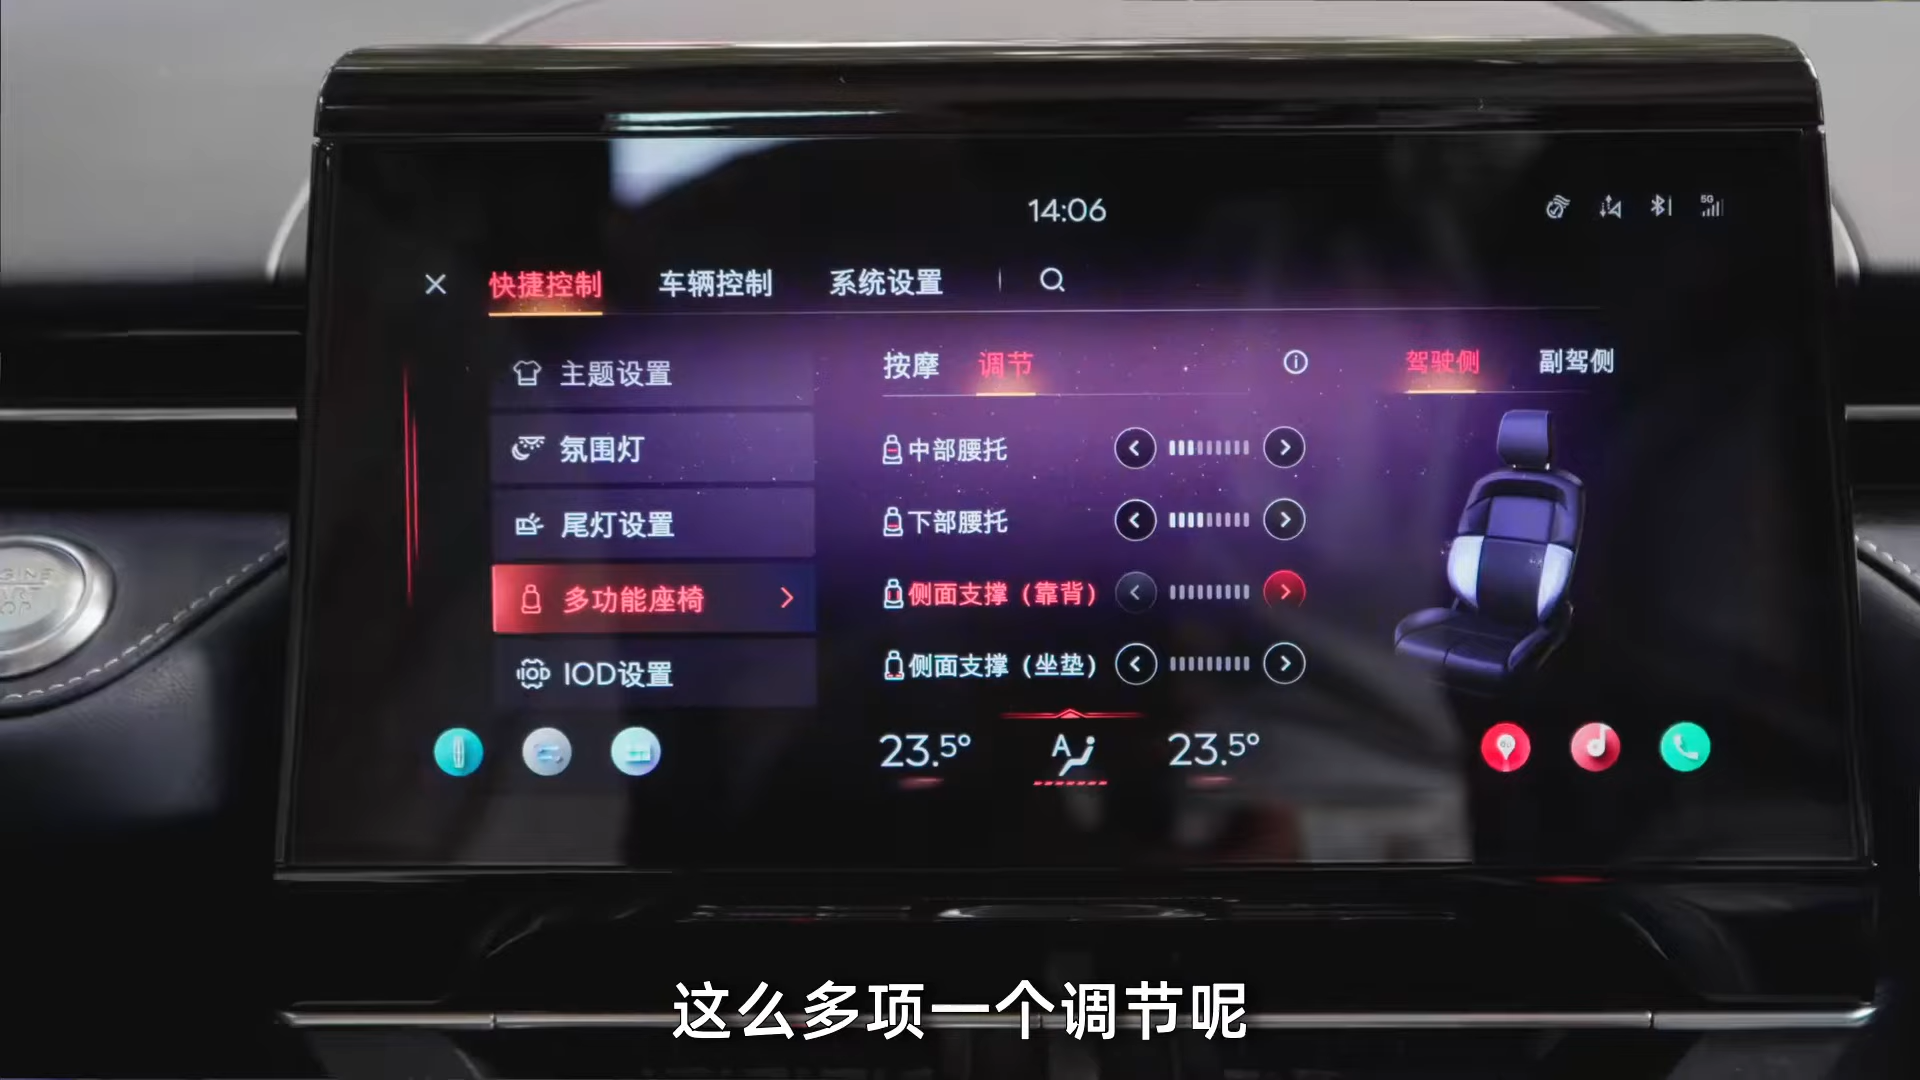 14:06
5G
快捷控制 车辆控制 系统设置
主题设置
氛围灯
尾灯设置
多功能座椅
IOD设置
按摩 调节
中部腰托
下部腰托
侧面支撑（靠背）
侧面支撑（坐垫）
驾驶侧 副驾侧
23.5° A 23.5°
这么多项一个调节呢